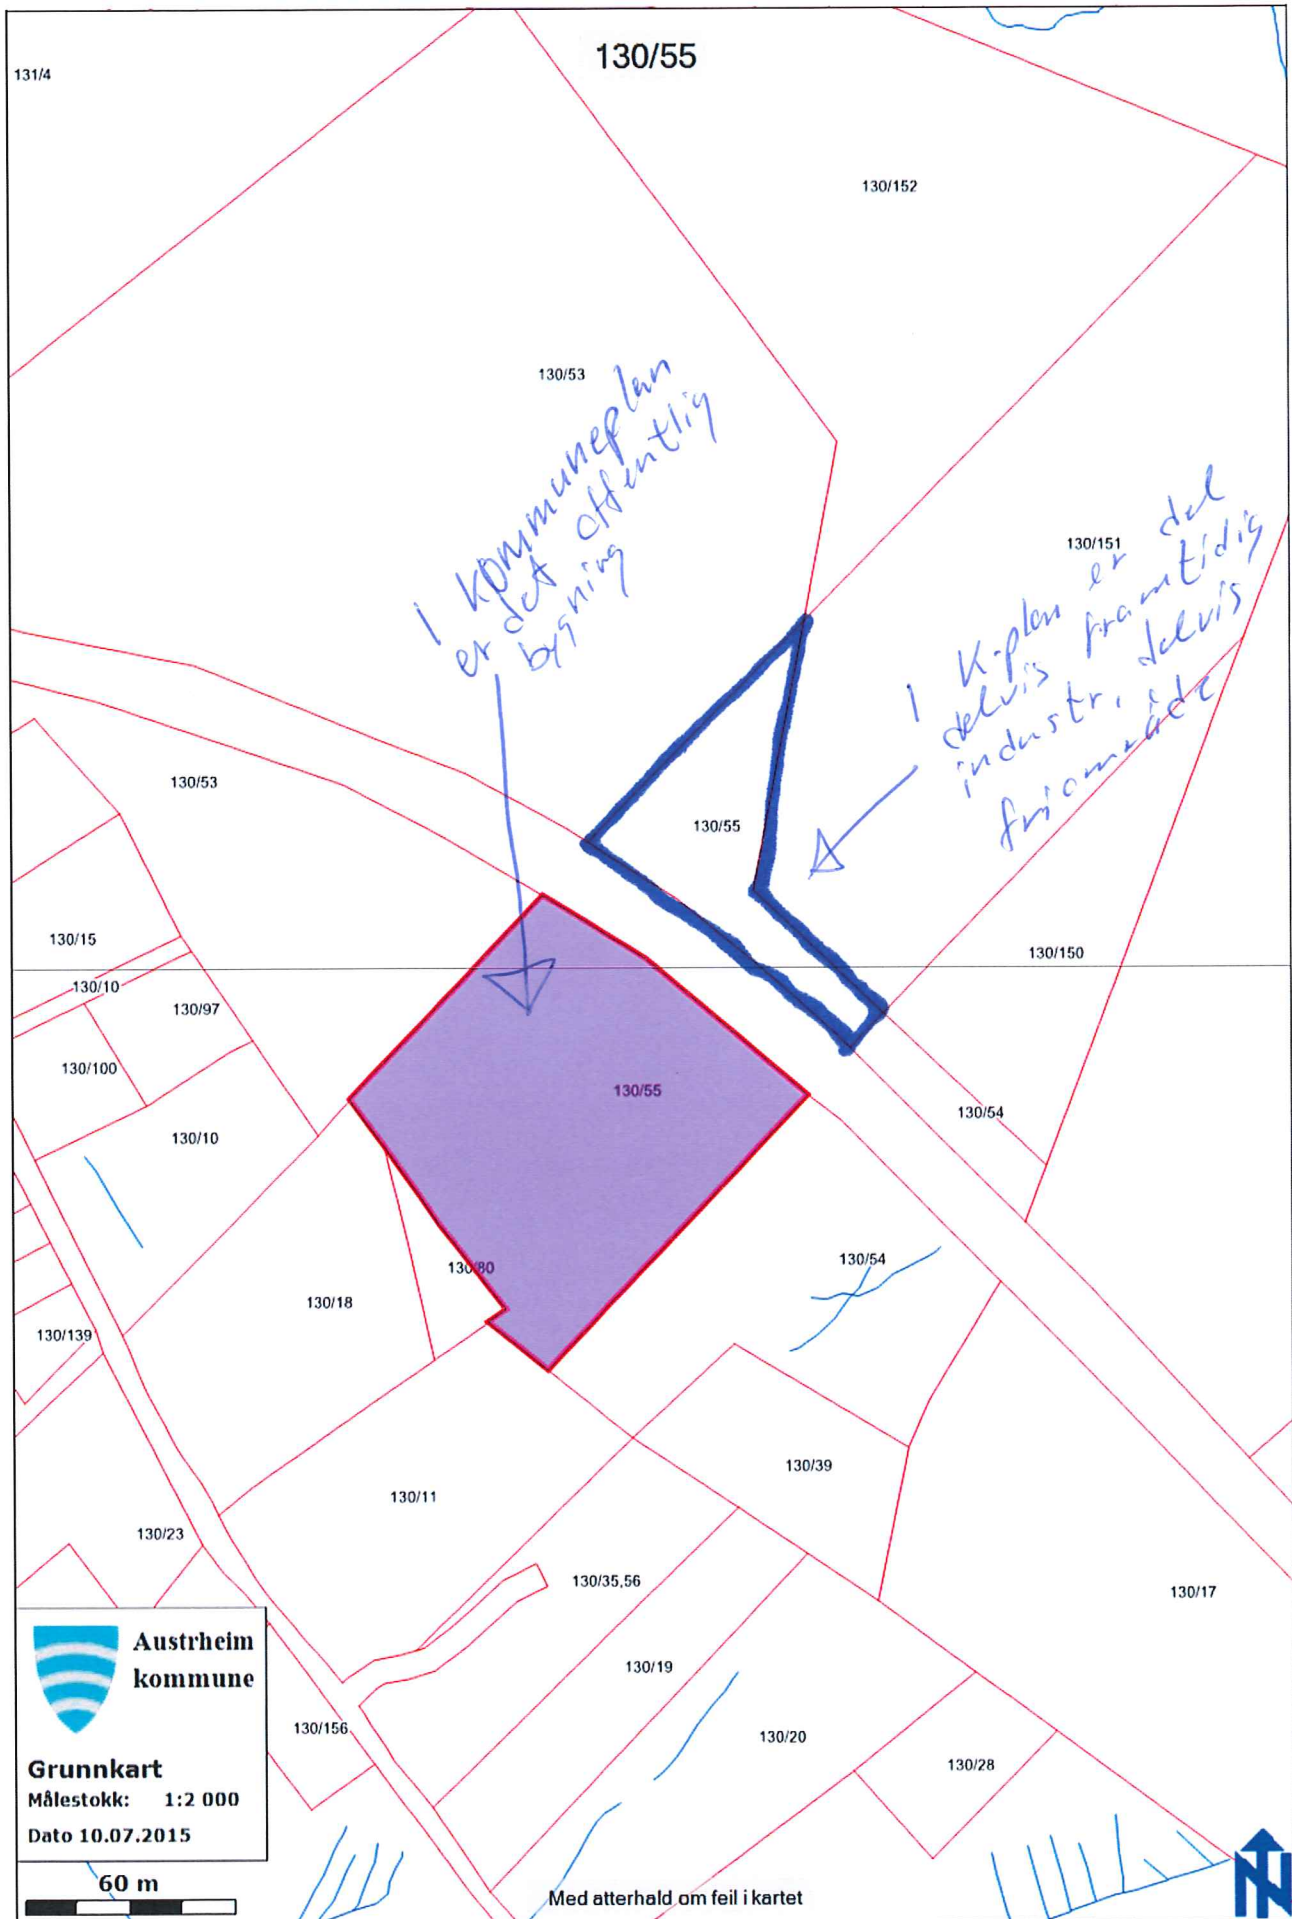 130/55
131/4
130/152
130/53
I kommuneplan
er det offentlig
bygning
130/151
I K-plan er del
delvis framtidig
industri, delvis
friområde
130/53
130/55
130/15
130/150
130/10
130/97
130/100
130/55
130/54
130/10
130/54
130/80
130/18
130/139
130/39
130/11
130/23
130/35,56
130/17
Austrheim
kommune
130/19
130/156
130/20
130/28
Grunnkart
Målestokk: 1:2 000
Dato 10.07.2015
60 m
Med atterhald om feil i kartet
N